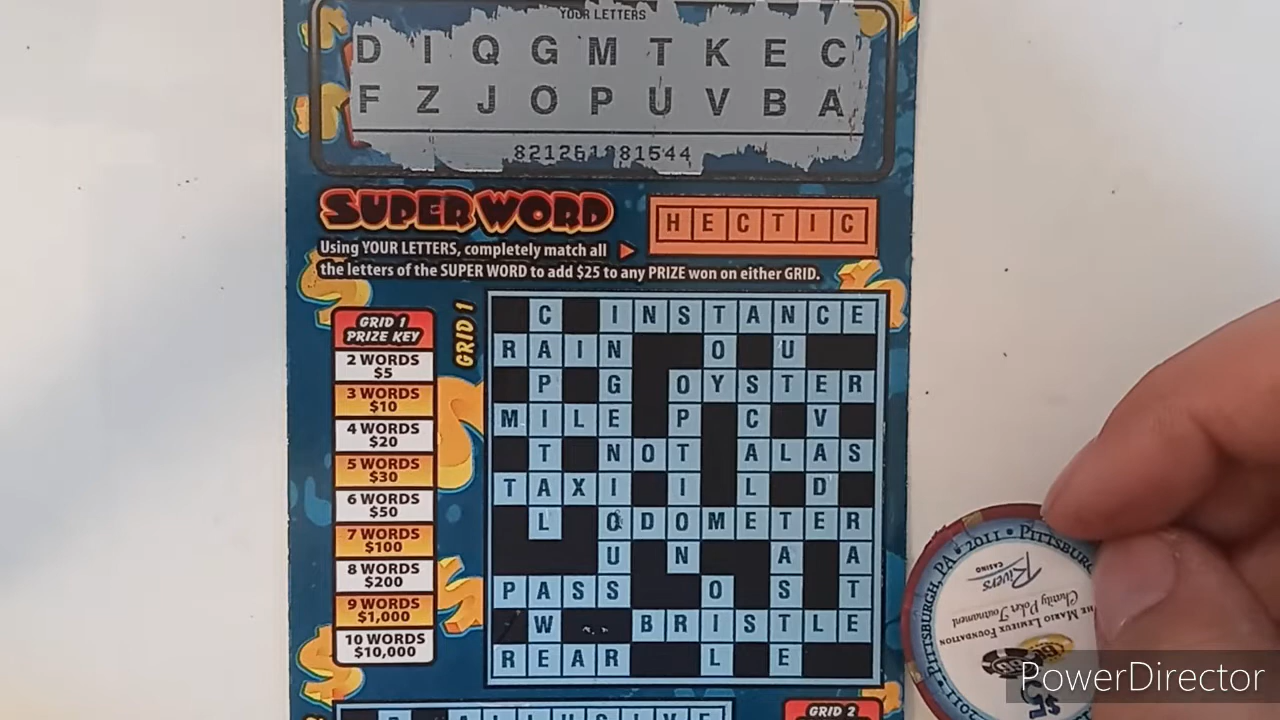 YOUR LETTERS
D I Q G M T K E C
F Z J O P U V B A
SUPER WORD
HECTIC
Using YOUR LETTERS, completely match all
the letters of the SUPER WORD to add $25 to any PRIZE won on either GRID.
GRID 1
PRIZE KEY
2 WORDS
$5
3 WORDS
$10
4 WORDS
$20
5 WORDS
$30
6 WORDS
$50
7 WORDS
$100
8 WORDS
$200
9 WORDS
$1,000
10 WORDS
$10,000
GRID 1
C INSTANCE
RAIN O U
P G OYSTER
MILE P C V
T NOT ALAS
TAXI I L D
L ODOMETER
U N A A
PASS O S T
W BRISTLE
REAR L E
GRID 2
PITTSBURGH, PA • 2011 • PITTSBURG
Rivers
CASINO
Charity Poker Tournament
THE MARIO LEMIEUX FOUNDATION
$5
2011
PowerDirector